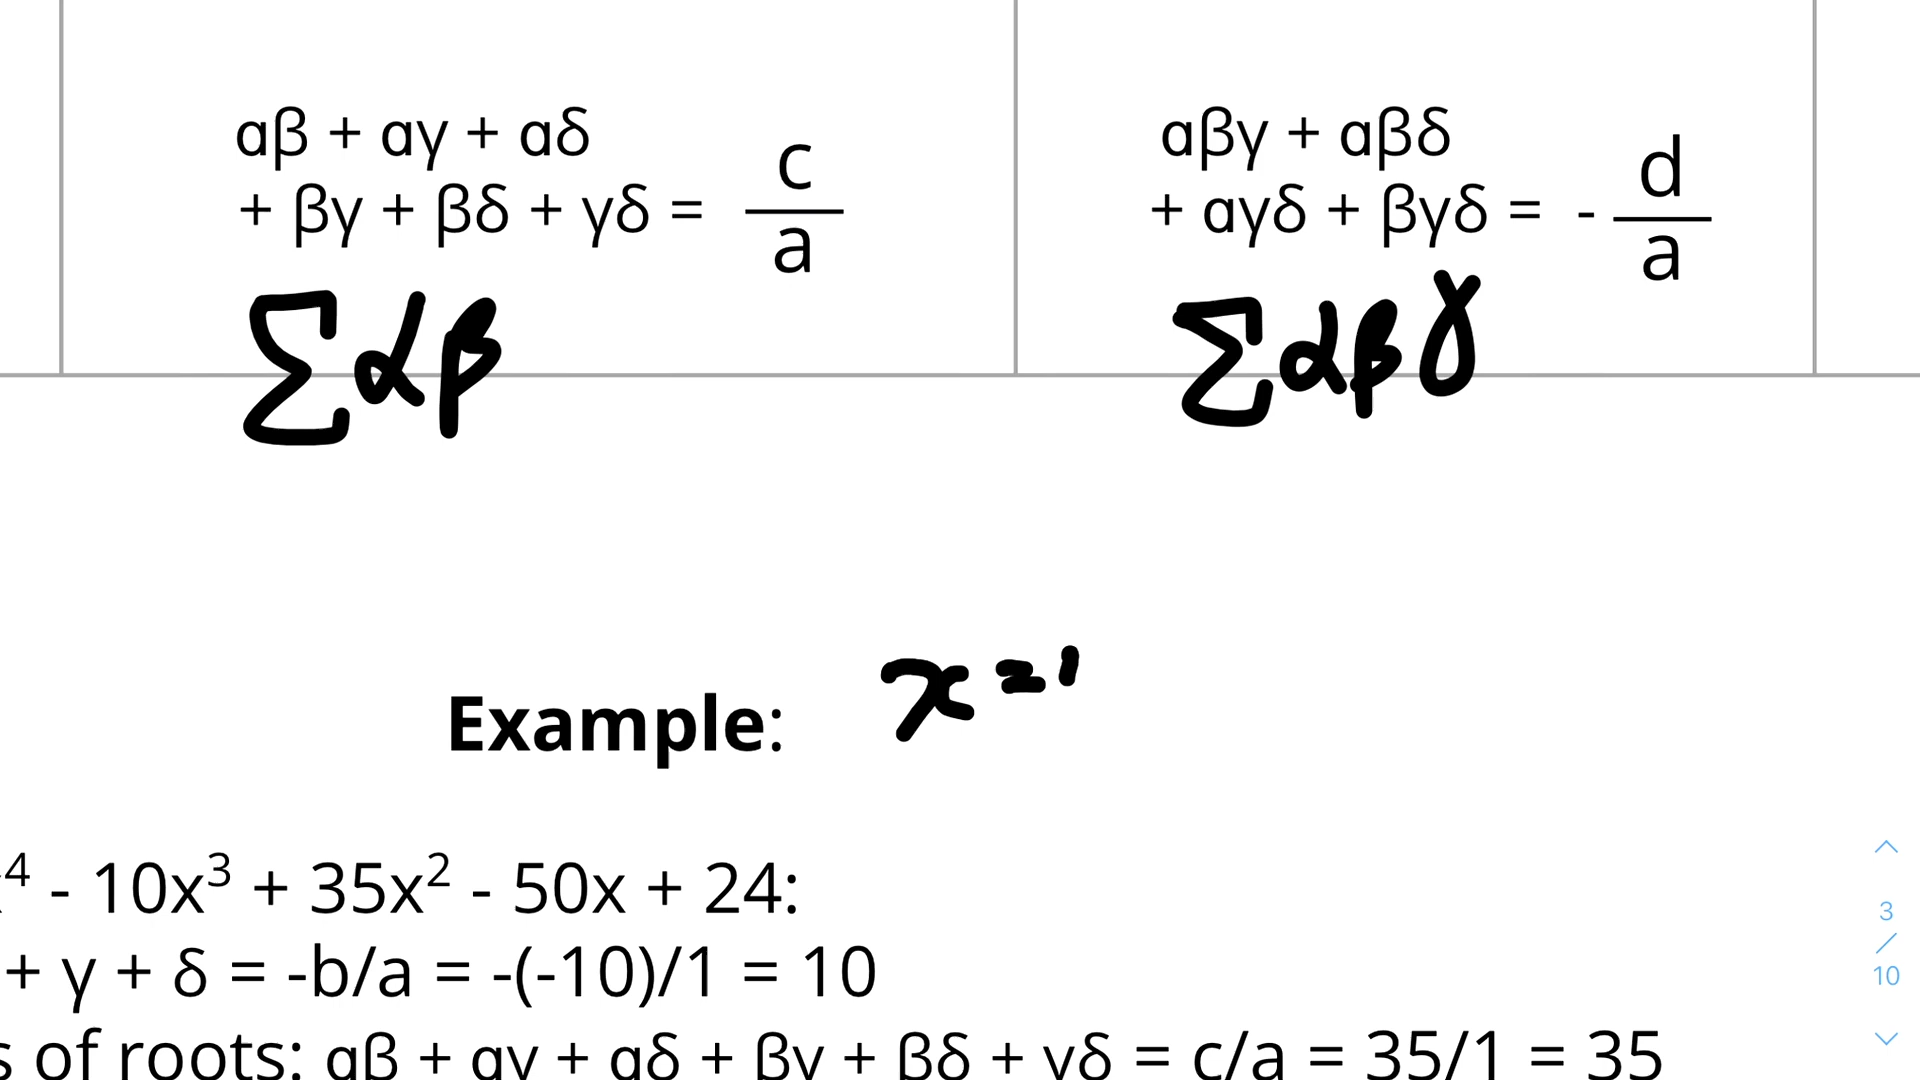 αβ + αγ + αδ
+ βγ + βδ + γδ = c/a
Σαβ
αβγ + αβδ
+ αγδ + βγδ = - d/a
Σαβγ
Example: x = 1
⁴ - 10x³ + 35x² - 50x + 24:
+ γ + δ = -b/a = -(-10)/1 = 10
s of roots: αβ + αγ + αδ + βγ + βδ + γδ = c/a = 35/1 = 35
3
/
10